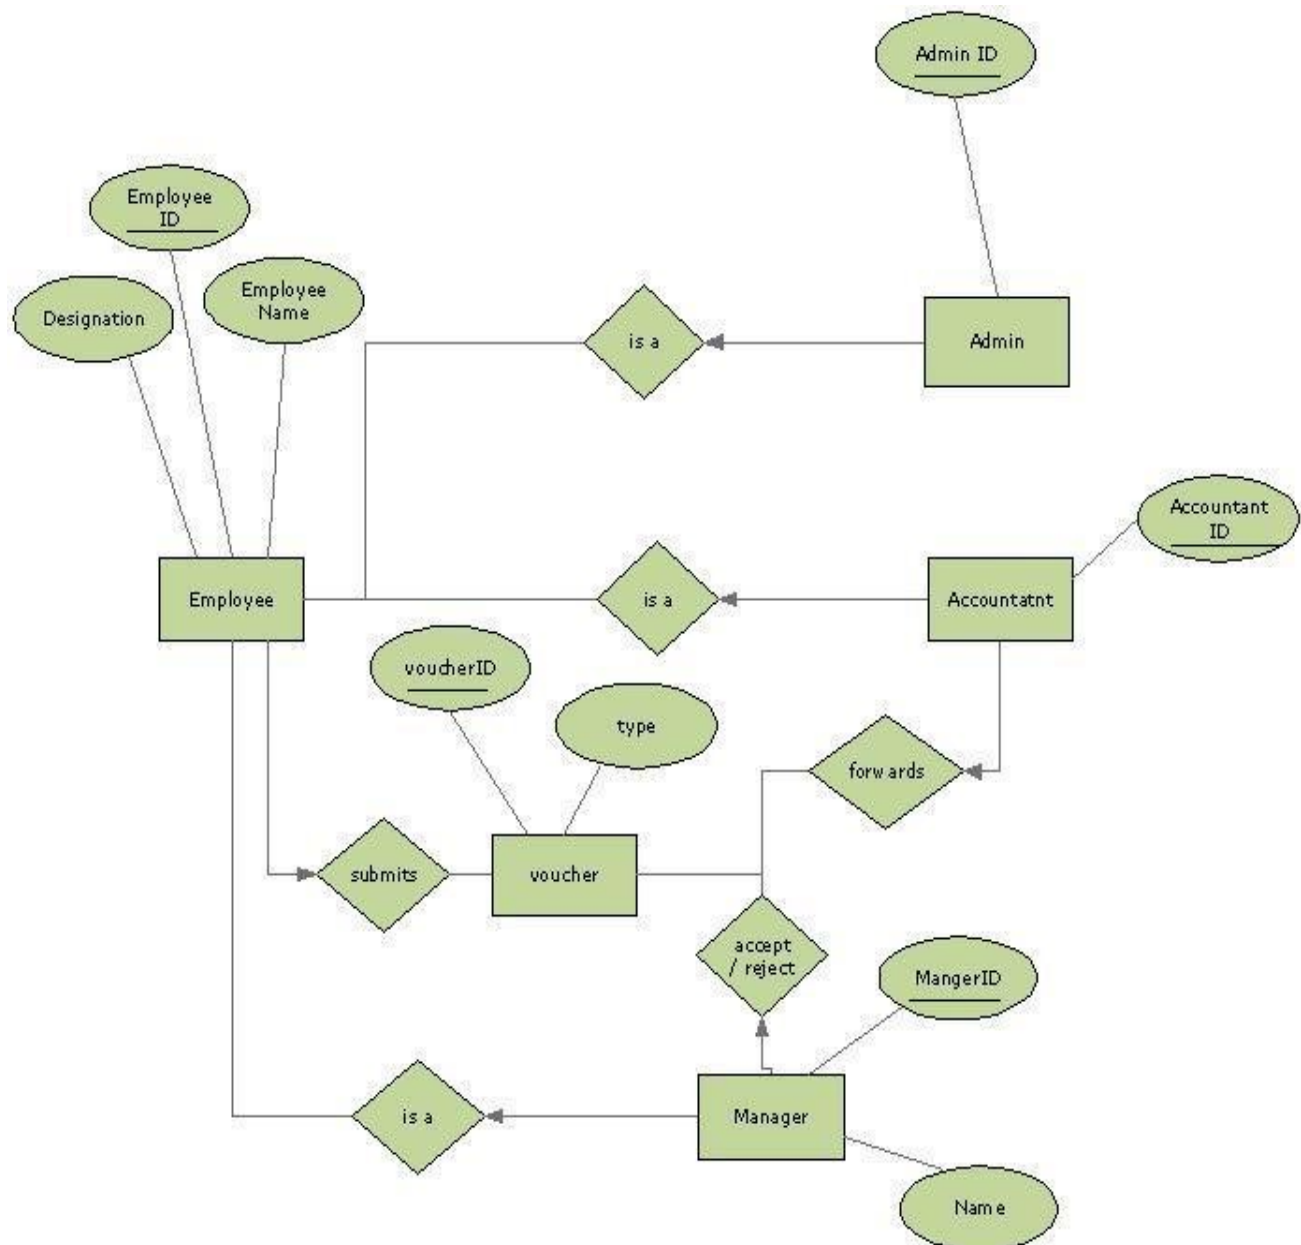 Admin ID
Employee
ID
Employee
Name
Designation
is a
Admin
Accountant
ID
Employee
is a
Accountatnt
voucherID
type
forwards
submits
voucher
accept
/ reject
MangerID
is a
Manager
Name